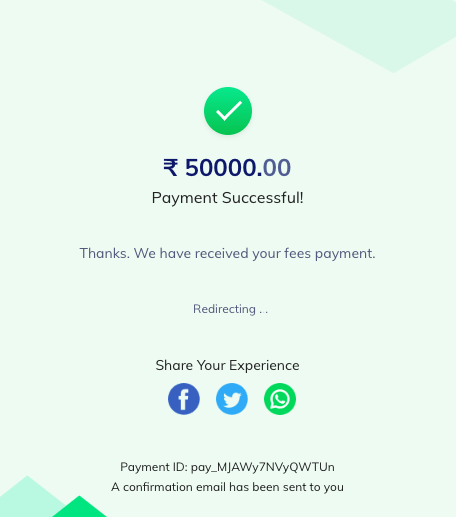 ₹ 50000.00
Payment Successful!
Thanks. We have received your fees payment.
Redirecting . .
Share Your Experience
Payment ID: pay_MJAWy7NVyQWTUn
A confirmation email has been sent to you